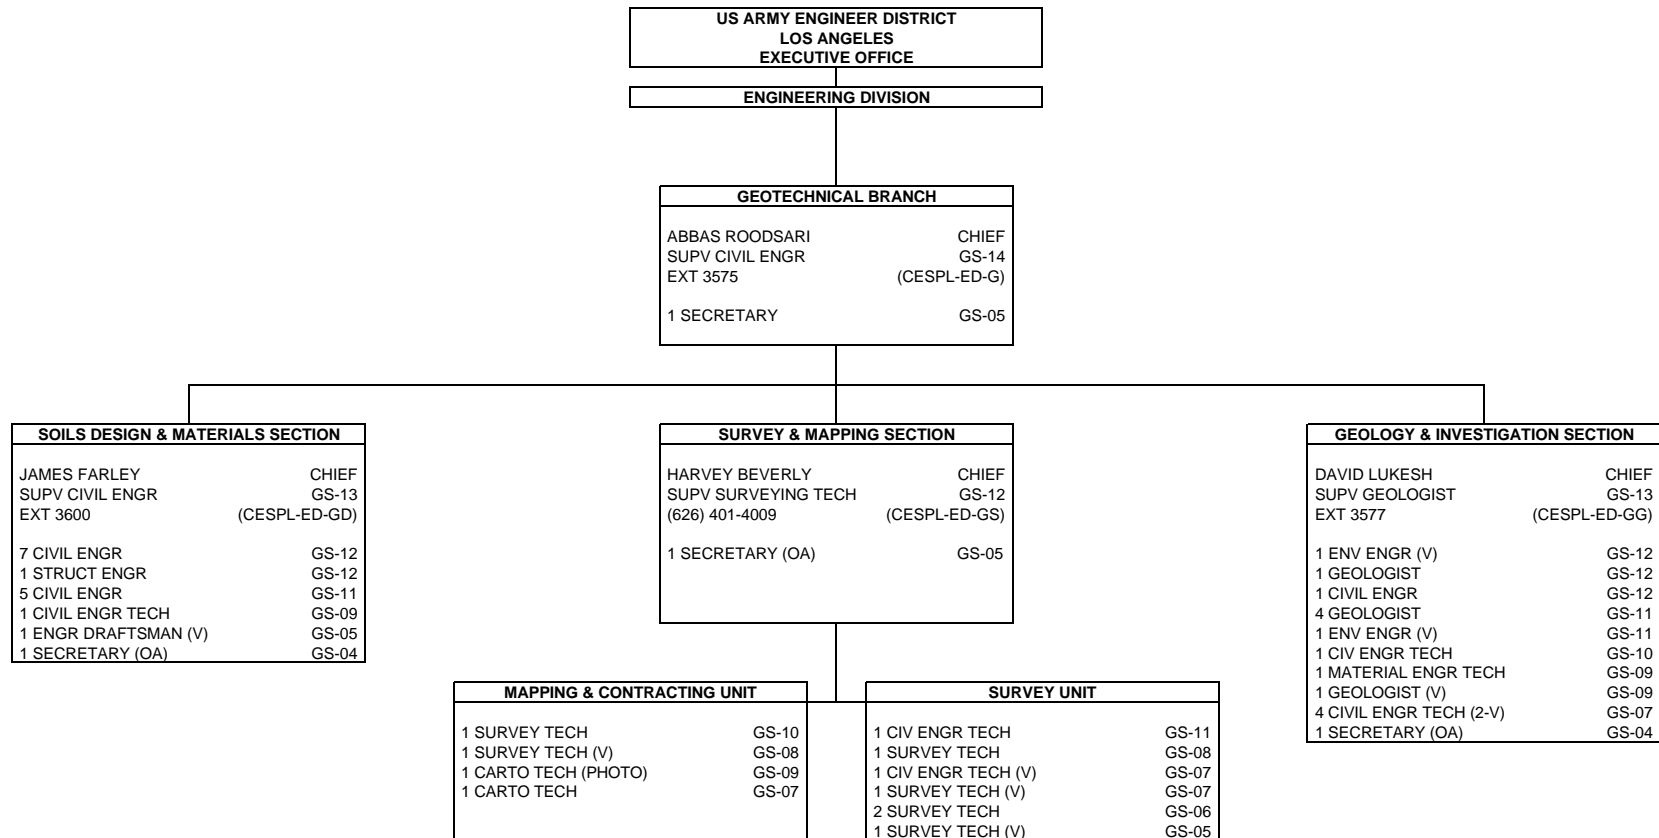 US ARMY ENGINEER DISTRICT
LOS ANGELES
EXECUTIVE OFFICE
ENGINEERING DIVISION
GEOTECHNICAL BRANCH
ABBAS ROODSARI CHIEF
SUPV CIVIL ENGR GS-14
EXT 3575 (CESPL-ED-G)
1 SECRETARY GS-05
SOILS DESIGN & MATERIALS SECTION
JAMES FARLEY CHIEF
SUPV CIVIL ENGR GS-13
EXT 3600 (CESPL-ED-GD)
7 CIVIL ENGR GS-12
1 STRUCT ENGR GS-12
5 CIVIL ENGR GS-11
1 CIVIL ENGR TECH GS-09
1 ENGR DRAFTSMAN (V) GS-05
1 SECRETARY (OA) GS-04
SURVEY & MAPPING SECTION
HARVEY BEVERLY CHIEF
SUPV SURVEYING TECH GS-12
(626) 401-4009 (CESPL-ED-GS)
1 SECRETARY (OA) GS-05
GEOLOGY & INVESTIGATION SECTION
DAVID LUKESH CHIEF
SUPV GEOLOGIST GS-13
EXT 3577 (CESPL-ED-GG)
1 ENV ENGR (V) GS-12
1 GEOLOGIST GS-12
1 CIVIL ENGR GS-12
4 GEOLOGIST GS-11
1 ENV ENGR (V) GS-11
1 CIV ENGR TECH GS-10
1 MATERIAL ENGR TECH GS-09
1 GEOLOGIST (V) GS-09
4 CIVIL ENGR TECH (2-V) GS-07
1 SECRETARY (OA) GS-04
MAPPING & CONTRACTING UNIT
1 SURVEY TECH GS-10
1 SURVEY TECH (V) GS-08
1 CARTO TECH (PHOTO) GS-09
1 CARTO TECH GS-07
SURVEY UNIT
1 CIV ENGR TECH GS-11
1 SURVEY TECH GS-08
1 CIV ENGR TECH (V) GS-07
1 SURVEY TECH (V) GS-07
2 SURVEY TECH GS-06
1 SURVEY TECH (V) GS-05